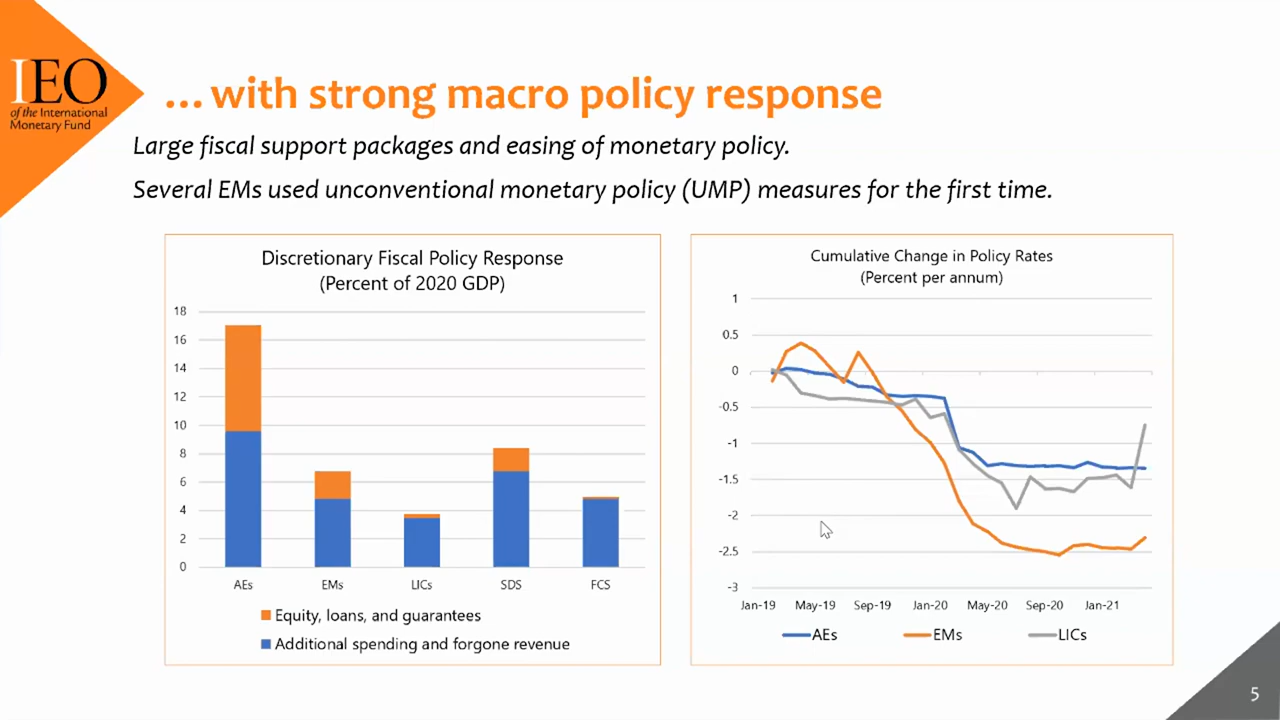 IEO
of the International
Monetary Fund
... with strong macro policy response
Large fiscal support packages and easing of monetary policy.
Several EMs used unconventional monetary policy (UMP) measures for the first time.
Discretionary Fiscal Policy Response
(Percent of 2020 GDP)
18
16
14
12
10
8
6
4
2
0
AEs EMs LICs SDS FCS
Equity, loans, and guarantees
Additional spending and forgone revenue
Cumulative Change in Policy Rates
(Percent per annum)
1
0.5
0
-0.5
-1
-1.5
-2
-2.5
-3
Jan-19 May-19 Sep-19 Jan-20 May-20 Sep-20 Jan-21
AEs EMs LICs
5